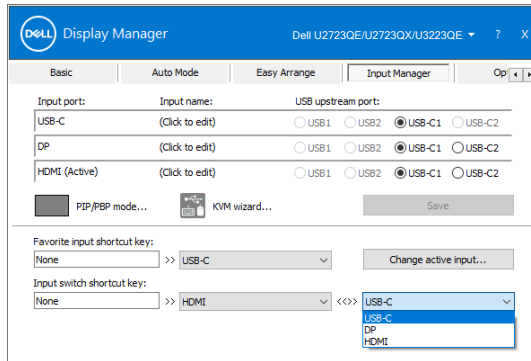 DELL Display Manager Dell U2723QE/U2723QX/U3223QE ? X
Basic Auto Mode Easy Arrange Input Manager Op
Input port: Input name: USB upstream port:
USB-C (Click to edit) USB1 USB2 USB-C1 USB-C2
DP (Click to edit) USB1 USB2 USB-C1 USB-C2
HDMI (Active) (Click to edit) USB1 USB2 USB-C1 USB-C2
PIP/PBP mode... KVM wizard... Save
Favorite input shortcut key:
None >> USB-C Change active input...
Input switch shortcut key:
None >> HDMI <<>> USB-C
USB-C
DP
HDMI